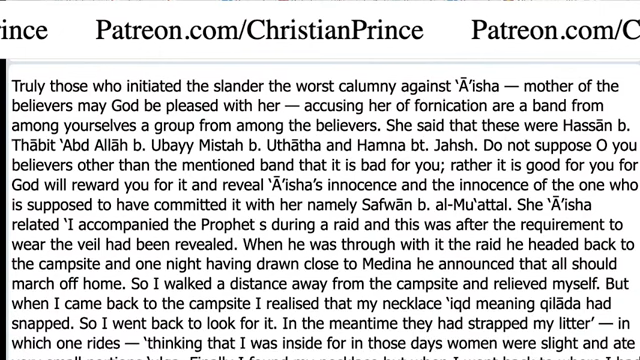 ince Patreon.com/ChristianPrince Patreon.com/C
Truly those who initiated the slander the worst calumny against ‘Ā’isha — mother of the
believers may God be pleased with her — accusing her of fornication are a band from
among yourselves a group from among the believers. She said that these were Hassān b.
Thābit ‘Abd Allāh b. Ubayy Mistah b. Uthātha and Hamna bt. Jahsh. Do not suppose O you
believers other than the mentioned band that it is bad for you; rather it is good for you for
God will reward you for it and reveal ‘Ā’isha’s innocence and the innocence of the one who
is supposed to have committed it with her namely Safwān b. al-Mu‘attal. She ‘Ā’isha
related ‘I accompanied the Prophet s during a raid and this was after the requirement to
wear the veil had been revealed. When he was through with it the raid he headed back to
the campsite and one night having drawn close to Medina he announced that all should
march off home. So I walked a distance away from the campsite and relieved myself. But
when I came back to the campsite I realised that my necklace ‘iqd meaning qilāda had
snapped. So I went back to look for it. In the meantime they had strapped my litter’ — in
which one rides — ‘thinking that I was inside for in those days women were slight and ate